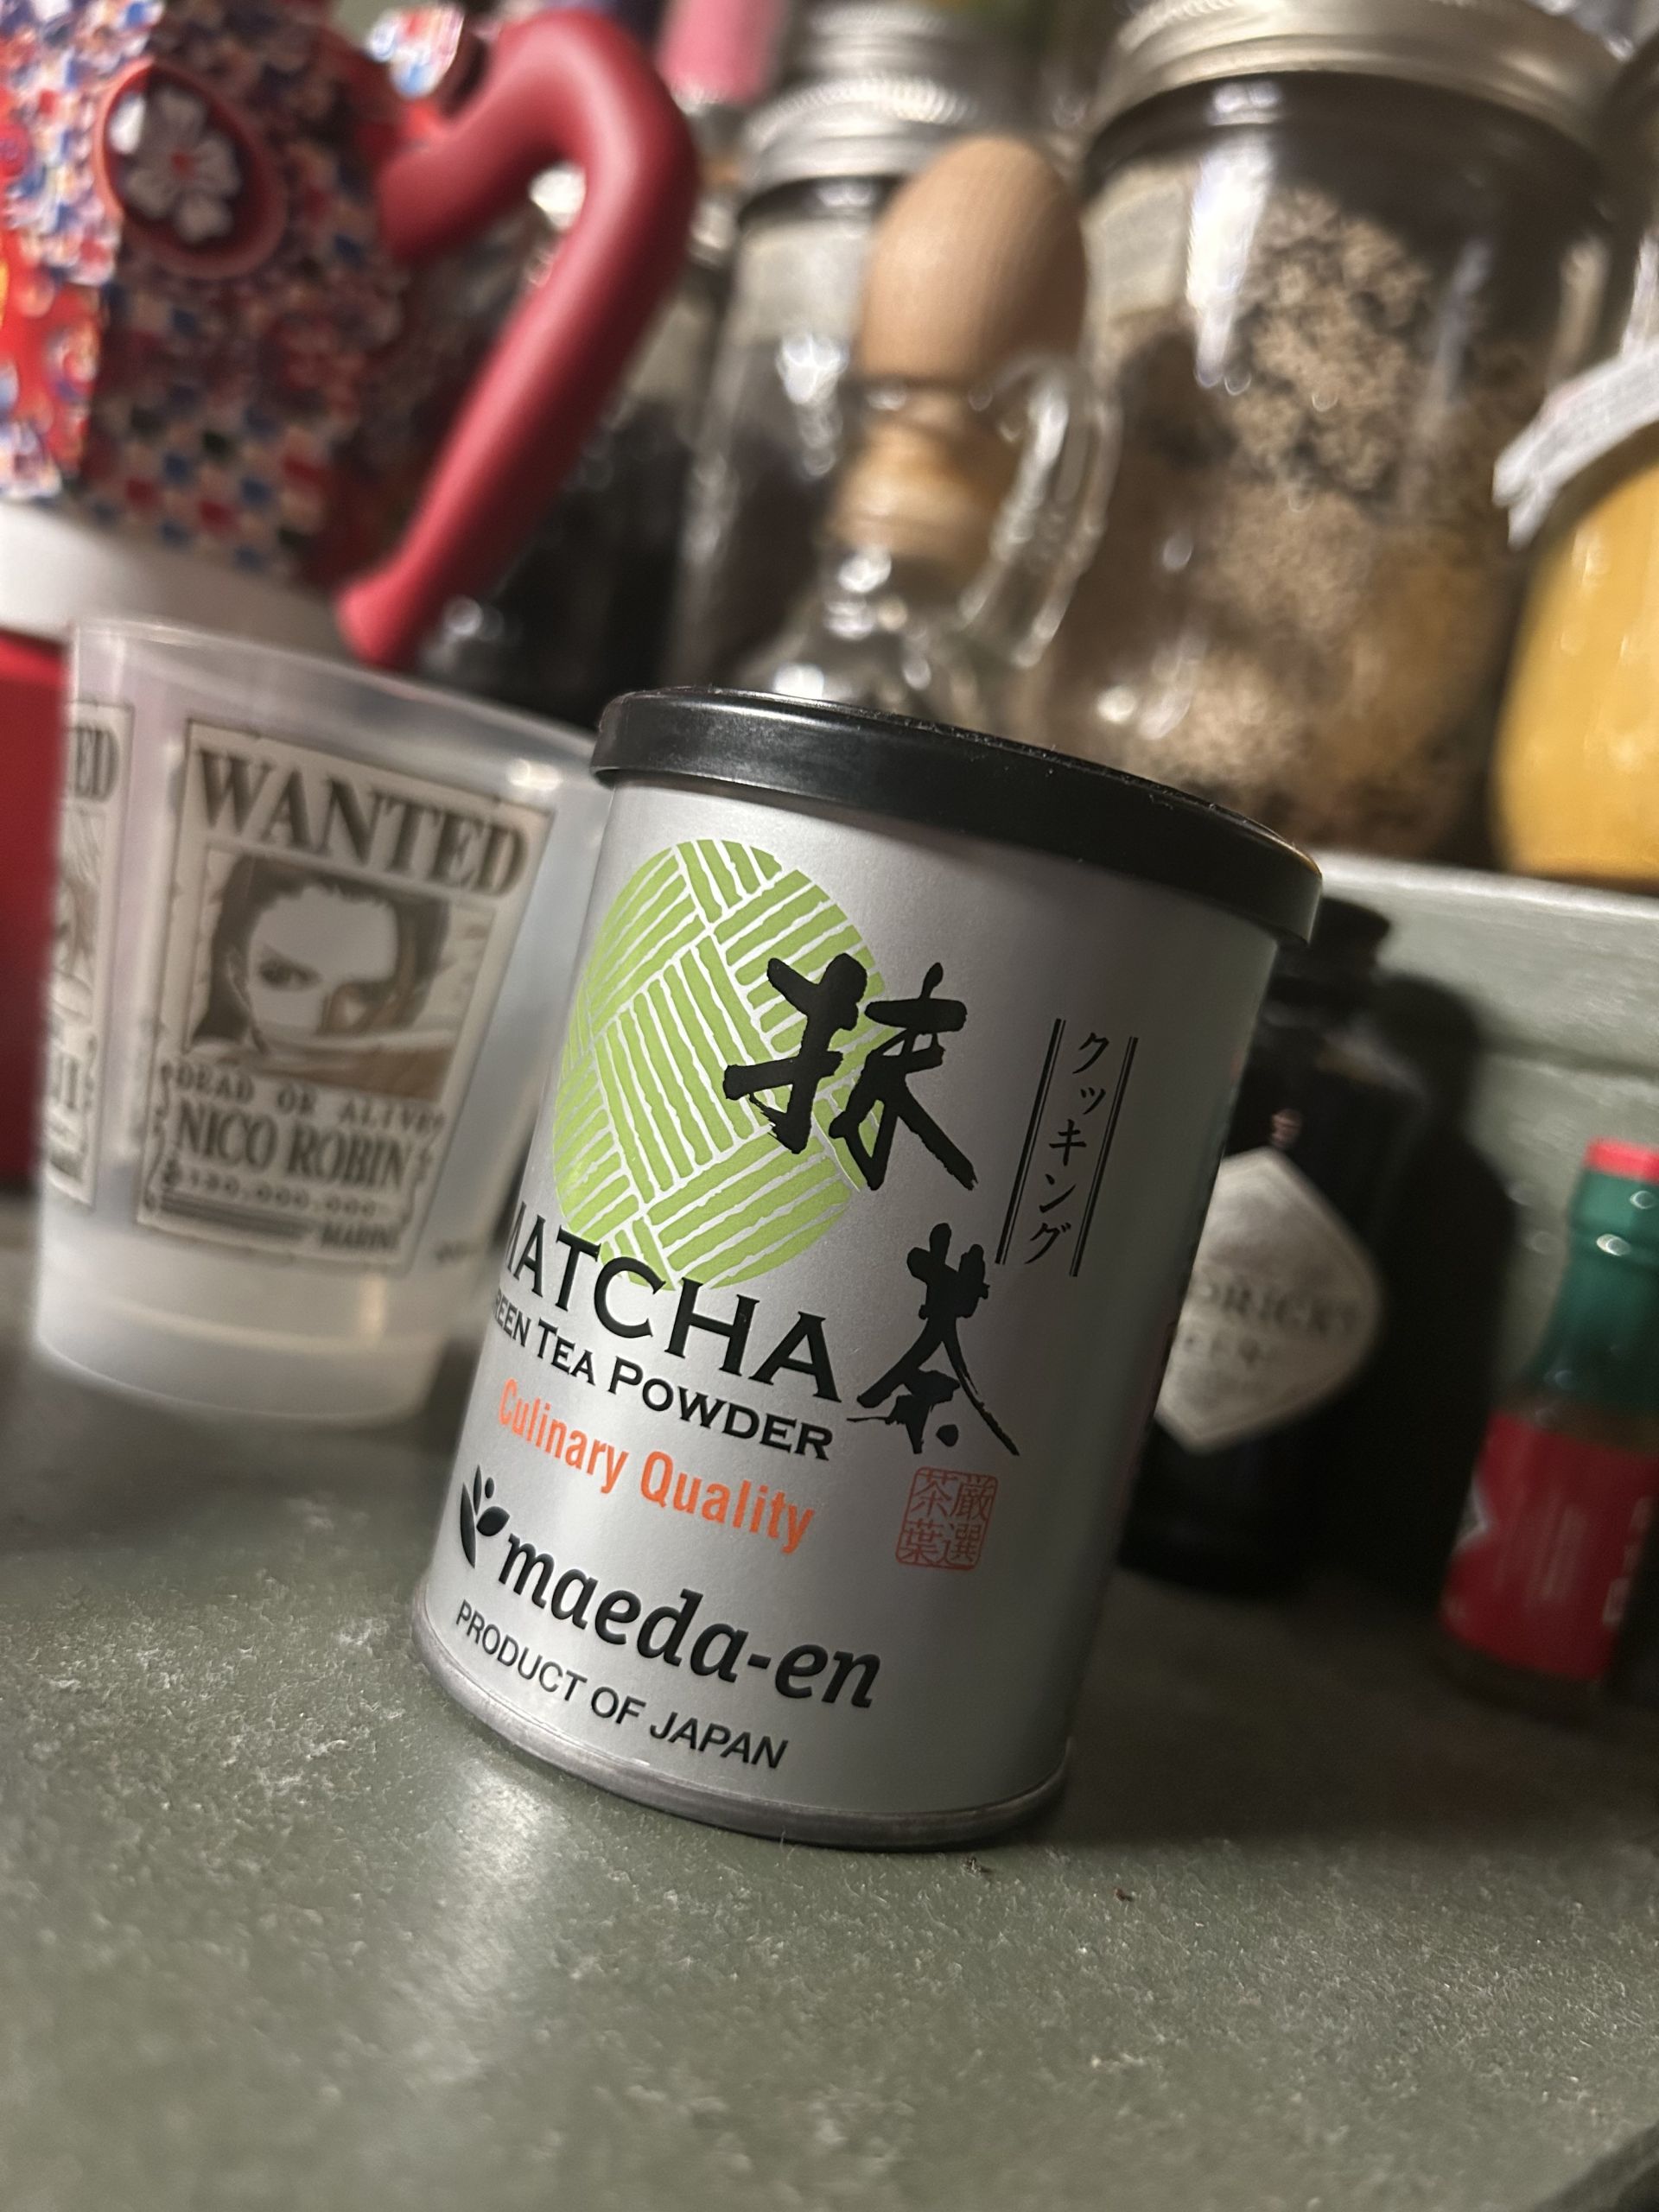 WANTED
DEAD OR ALIVE
NICO ROBIN
MARINE
抹茶
クッキング
MATCHA
GREEN TEA POWDER
Culinary Quality
厳選
茶葉
maeda-en
PRODUCT OF JAPAN